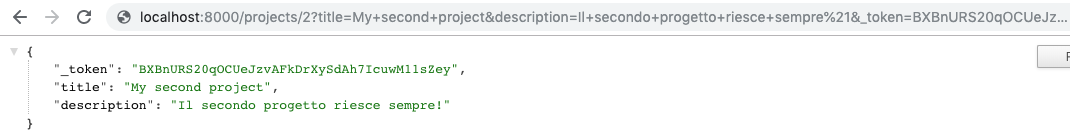 localhost:8000/projects/2?title=My+second+project&description=Il+secondo+progetto+riesce+sempre%21&_token=BXBnURS20qOCUeJz...
{
"_token": "BXBnURS20qOCUeJzvAFkDrXySdAh7IcuwM1lsZey",
"title": "My second project",
"description": "Il secondo progetto riesce sempre!"
}